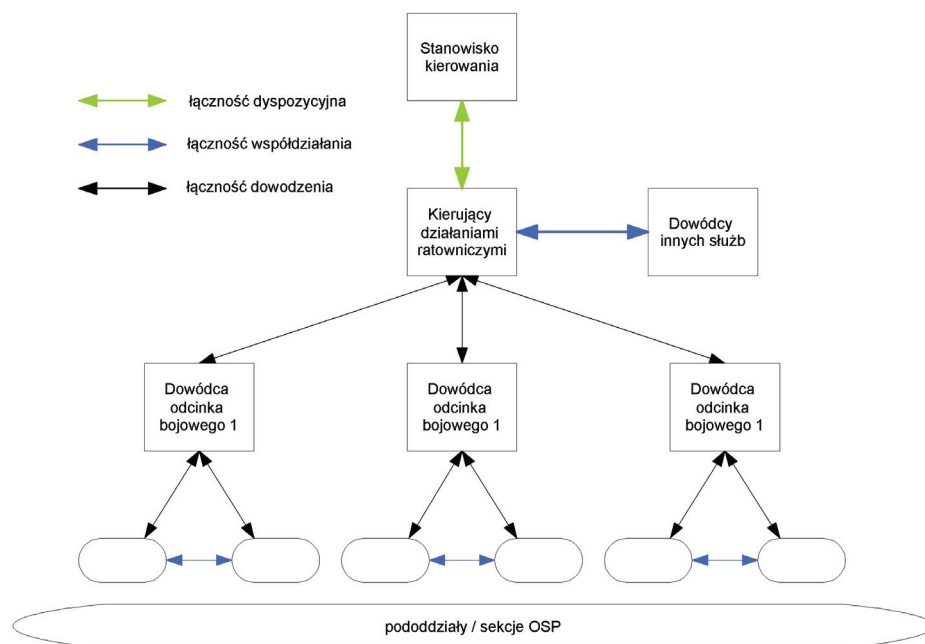 Stanowisko
kierowania
łączność dyspozycyjna
łączność współdziałania
łączność dowodzenia
Kierujący
działaniami
ratowniczymi
Dowódcy
innych służb
Dowódca
odcinka
bojowego 1
Dowódca
odcinka
bojowego 1
Dowódca
odcinka
bojowego 1
pododdziały / sekcje OSP